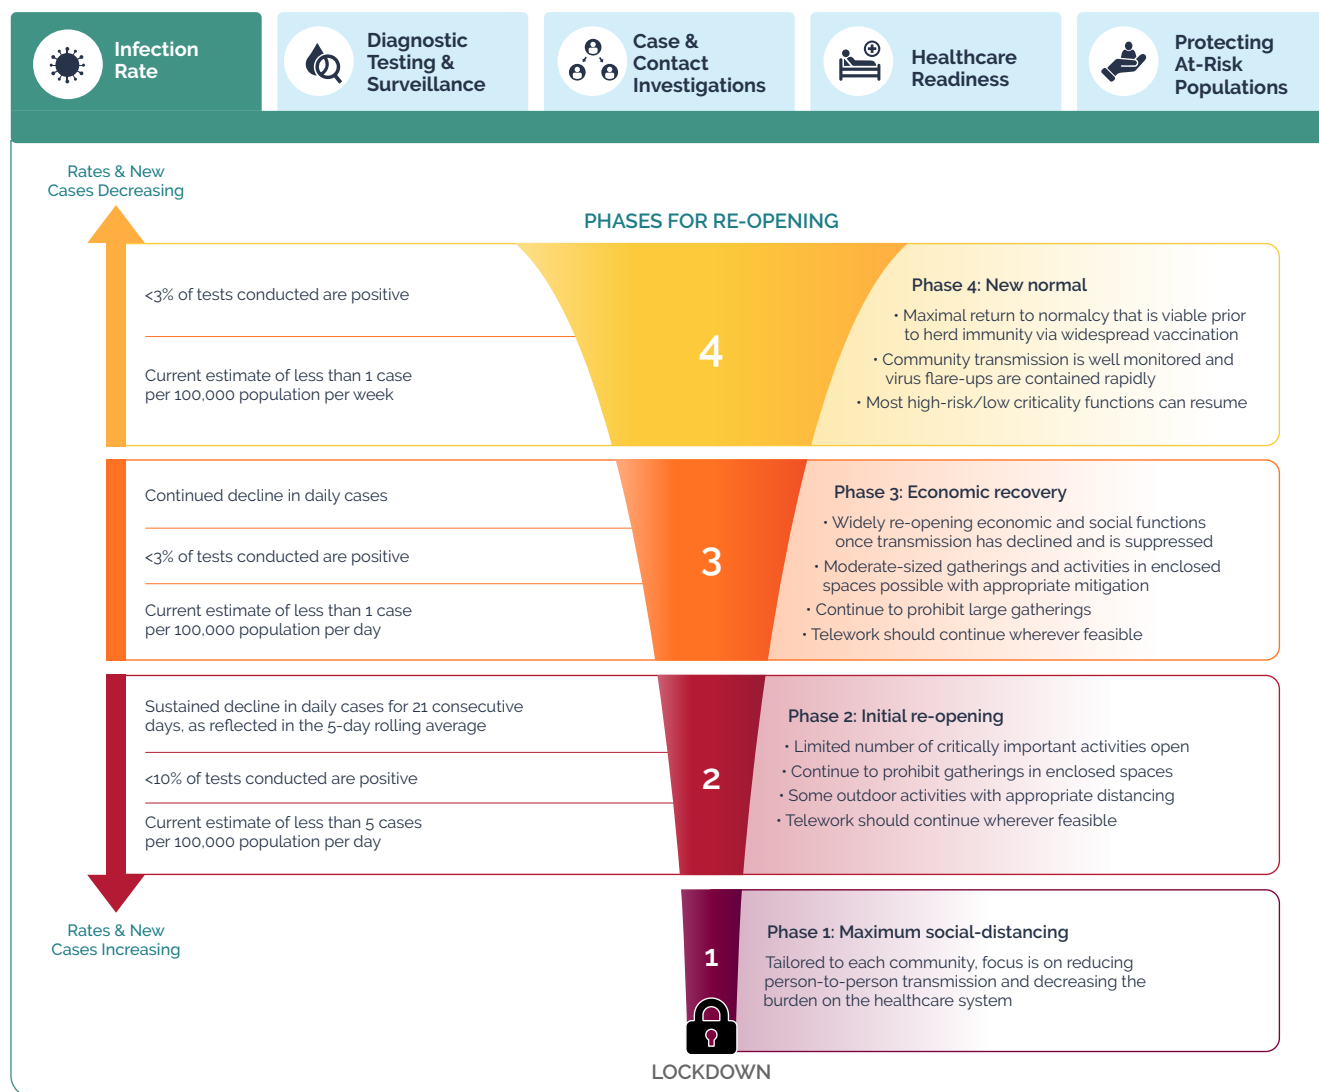 Infection
Rate
Diagnostic
Testing &
Surveillance
Case &
Contact
Investigations
Healthcare
Readiness
Protecting
At-Risk
Populations
Rates & New
Cases Decreasing
PHASES FOR RE-OPENING
<3% of tests conducted are positive
Current estimate of less than 1 case
per 100,000 population per week
4
Phase 4: New normal
• Maximal return to normalcy that is viable prior
to herd immunity via widespread vaccination
• Community transmission is well monitored and
virus flare-ups are contained rapidly
• Most high-risk/low criticality functions can resume
Continued decline in daily cases
<3% of tests conducted are positive
Current estimate of less than 1 case
per 100,000 population per day
3
Phase 3: Economic recovery
• Widely re-opening economic and social functions
once transmission has declined and is suppressed
• Moderate-sized gatherings and activities in enclosed
spaces possible with appropriate mitigation
• Continue to prohibit large gatherings
• Telework should continue wherever feasible
Sustained decline in daily cases for 21 consecutive
days, as reflected in the 5-day rolling average
<10% of tests conducted are positive
Current estimate of less than 5 cases
per 100,000 population per day
2
Phase 2: Initial re-opening
• Limited number of critically important activities open
• Continue to prohibit gatherings in enclosed spaces
• Some outdoor activities with appropriate distancing
• Telework should continue wherever feasible
Rates & New
Cases Increasing
1
Phase 1: Maximum social-distancing
Tailored to each community, focus is on reducing
person-to-person transmission and decreasing the
burden on the healthcare system
LOCKDOWN